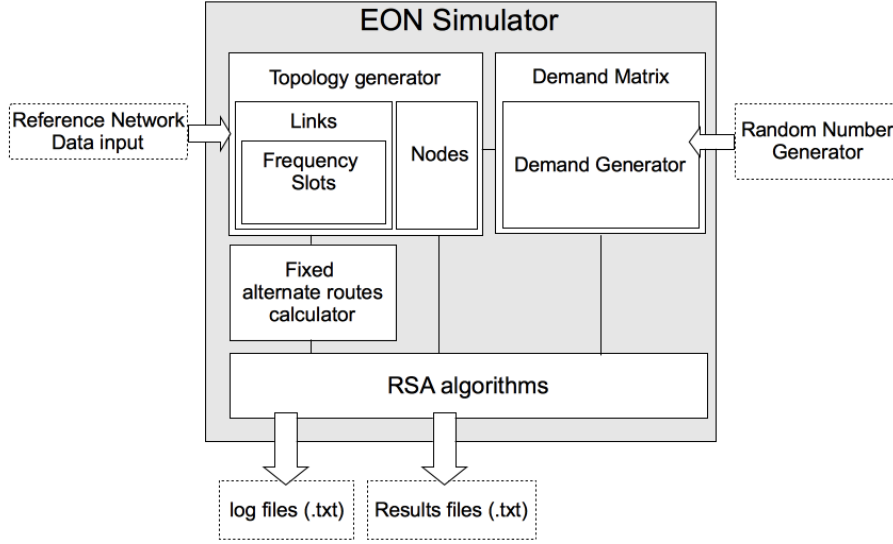 EON Simulator
Topology generator
Demand Matrix
Reference Network
Data input
Links
Frequency
Slots
Nodes
Demand Generator
Random Number
Generator
Fixed
alternate routes
calculator
RSA algorithms
log files (.txt)
Results files (.txt)